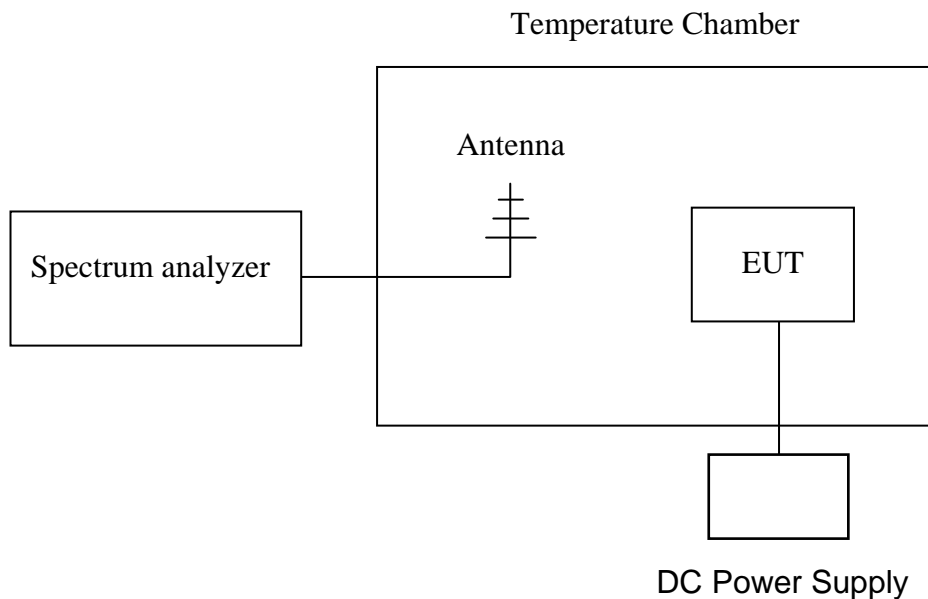 Temperature Chamber
Antenna
Spectrum analyzer
EUT
DC Power Supply